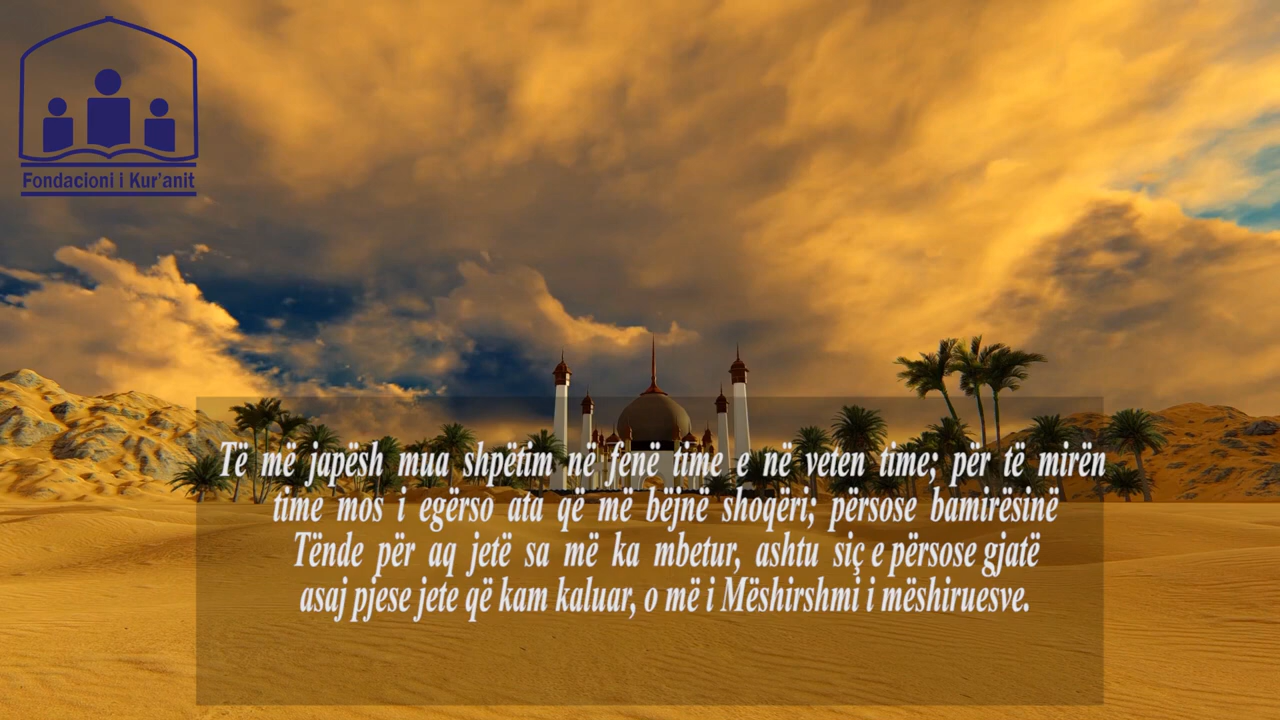 Fondacioni i Kur'anit
Të më japësh mua shpëtim në fenë time e në veten time; për të mirën
time mos i egërso ata që më bëjnë shoqëri; përsose bamirësinë
Tënde për aq jetë sa më ka mbetur, ashtu siç e përsose gjatë
asaj pjese jete që kam kaluar, o më i Mëshirshmi i mëshiruesve.